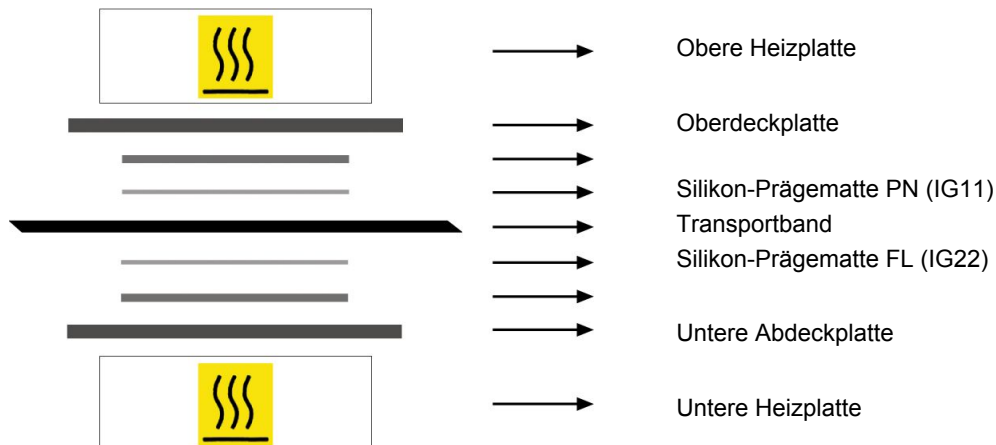 Obere Heizplatte
Oberdeckplatte
Silikon-Prägematte PN (IG11)
Transportband
Silikon-Prägematte FL (IG22)
Untere Abdeckplatte
Untere Heizplatte